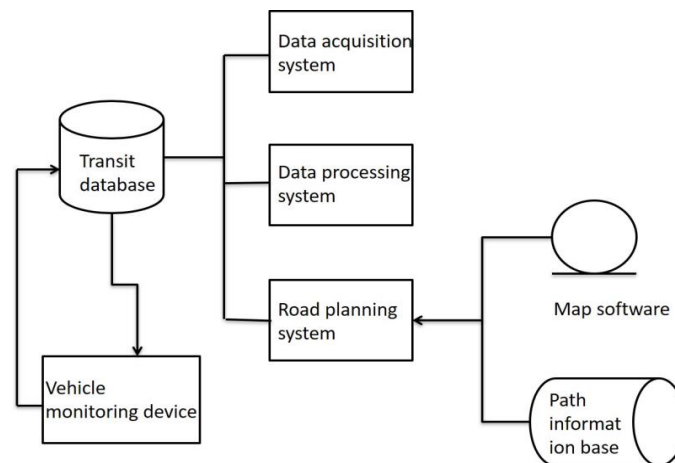 Data acquisition
system
Transit
database
Data processing
system
Road planning
system
Map software
Vehicle
monitoring device
Path
informat
ion base